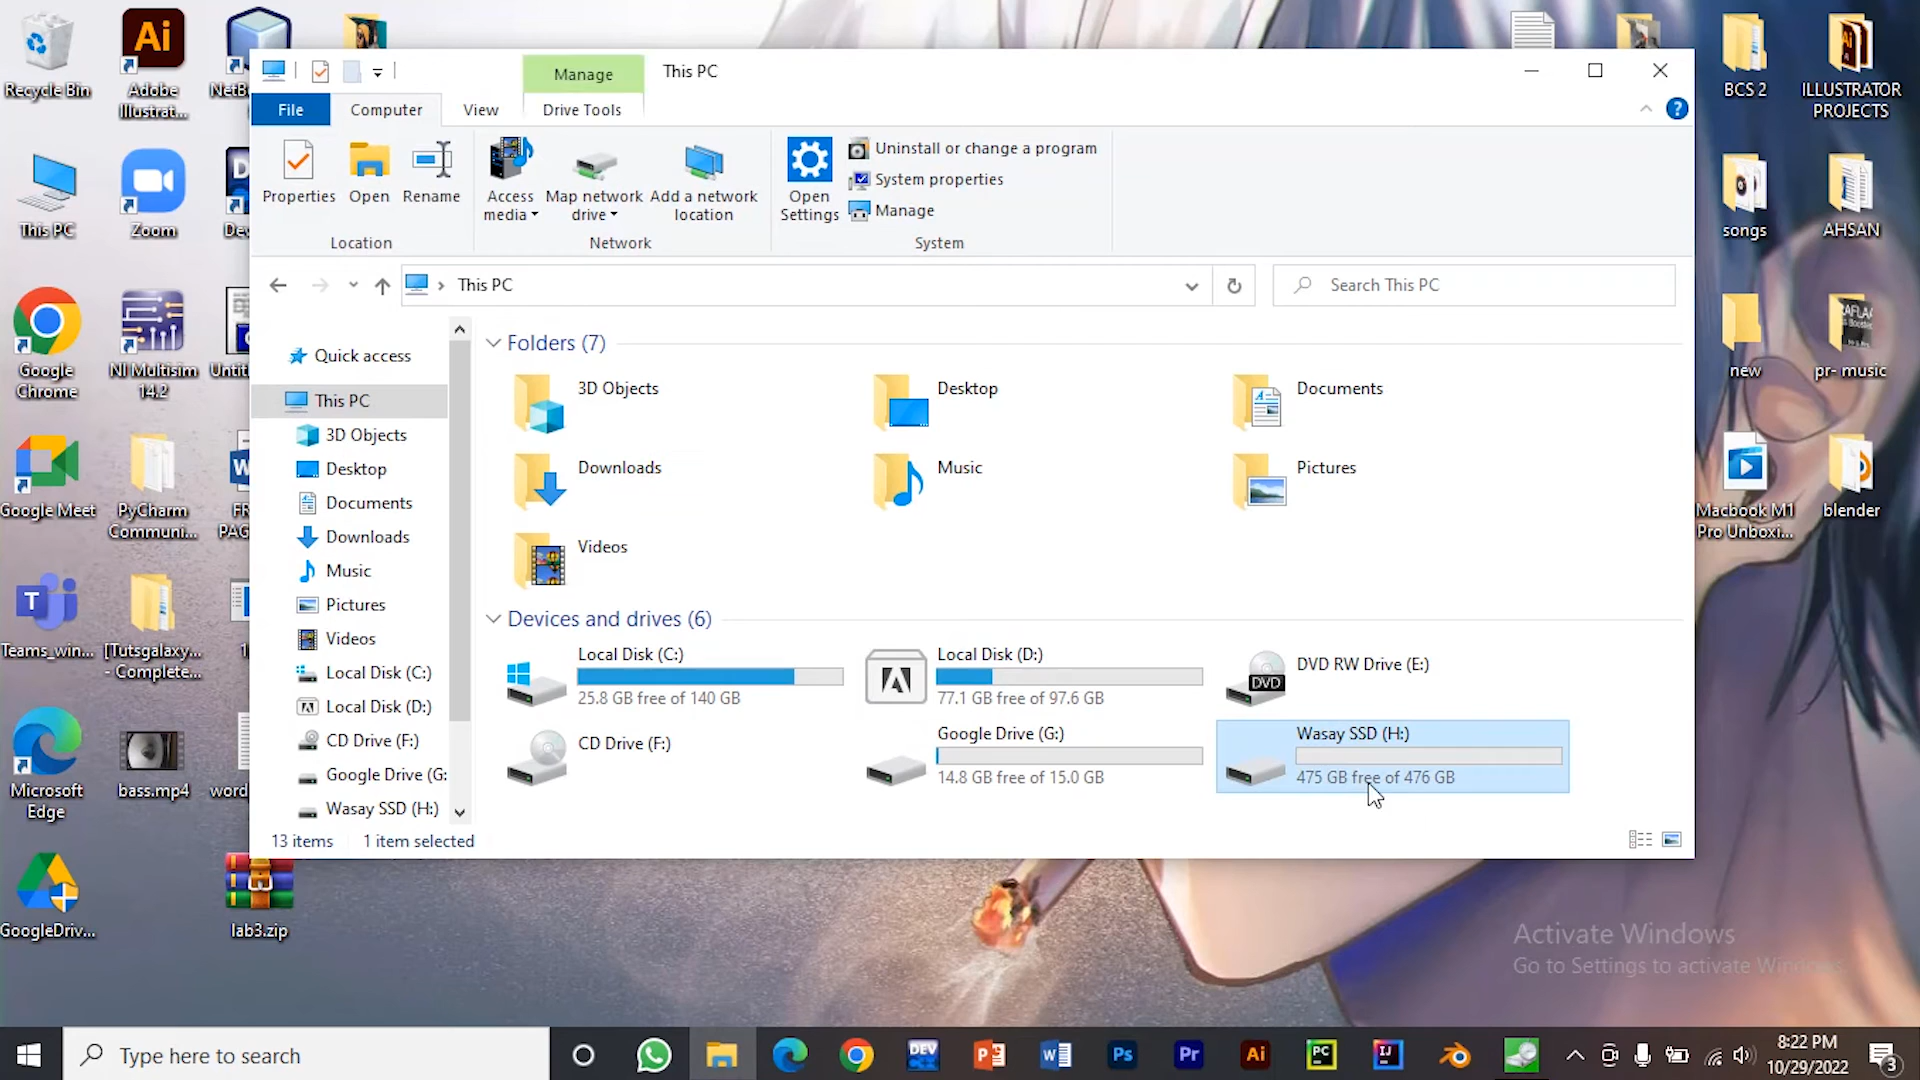 Recycle Bin
Adobe
Illustrat...
This PC
Zoom
Google
Chrome
NI Multisim
14.2
Google Meet
PyCharm
Communi...
Teams_win...
[Tutsgalaxy...
- Complete...
Microsoft
Edge
bass.mp4
GoogleDriv...
lab3.zip
Manage
This PC
File
Computer
View
Drive Tools
Properties
Open
Rename
Access
media
Map network
drive
Add a network
location
Open
Settings
Uninstall or change a program
System properties
Manage
Location
Network
System
This PC
Search This PC
Quick access
This PC
3D Objects
Desktop
Documents
Downloads
Music
Pictures
Videos
Local Disk (C:)
Local Disk (D:)
CD Drive (F:)
Google Drive (G:
Wasay SSD (H:)
Folders (7)
3D Objects
Desktop
Documents
Downloads
Music
Pictures
Videos
Devices and drives (6)
Local Disk (C:)
25.8 GB free of 140 GB
Local Disk (D:)
77.1 GB free of 97.6 GB
DVD RW Drive (E:)
DVD
CD Drive (F:)
Google Drive (G:)
14.8 GB free of 15.0 GB
Wasay SSD (H:)
475 GB free of 476 GB
13 items
1 item selected
BCS 2
ILLUSTRATOR
PROJECTS
songs
AHSAN
new
pr- music
Macbook M1
Pro Unboxi...
blender
Activate Windows
Go to Settings to activate Windows.
Type here to search
8:22 PM
10/29/2022
3